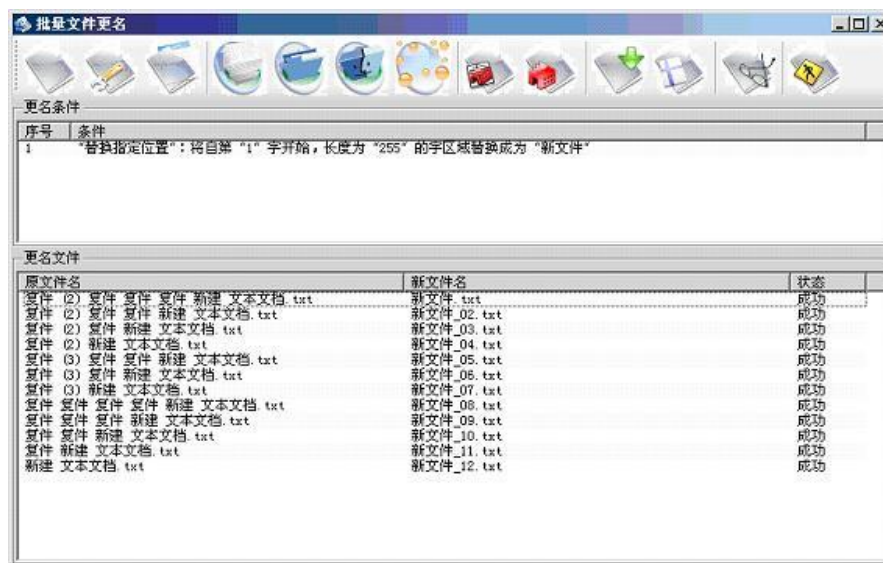 批量文件更名
更名条件
序号 条件
1 "替换指定位置"：将自第 "1" 字开始，长度为 "255" 的字区域替换成为 "新文件"
更名文件
原文件名 新文件名 状态
复件 (2) 复件 复件 复件 新建 文本文档.txt 新文件.txt 成功
复件 (2) 复件 复件 新建 文本文档.txt 新文件_02.txt 成功
复件 (2) 复件 新建 文本文档.txt 新文件_03.txt 成功
复件 (2) 新建 文本文档.txt 新文件_04.txt 成功
复件 (3) 复件 复件 新建 文本文档.txt 新文件_05.txt 成功
复件 (3) 复件 新建 文本文档.txt 新文件_06.txt 成功
复件 (3) 新建 文本文档.txt 新文件_07.txt 成功
复件 复件 复件 复件 新建 文本文档.txt 新文件_08.txt 成功
复件 复件 复件 新建 文本文档.txt 新文件_09.txt 成功
复件 复件 新建 文本文档.txt 新文件_10.txt 成功
复件 新建 文本文档.txt 新文件_11.txt 成功
新建 文本文档.txt 新文件_12.txt 成功